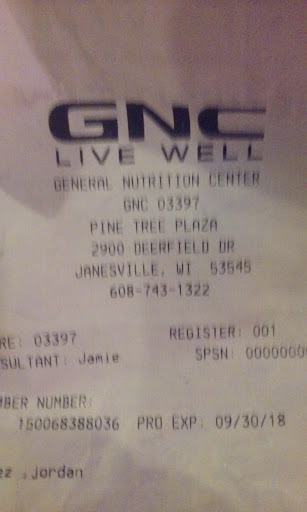 GNC
LIVE WELL
GENERAL NUTRITION CENTER
GNC 03397
PINE TREE PLAZA
2900 DEERFIELD DR
JANESVILLE, WI 53545
608-743-1322
RE: 03397 REGISTER: 001
SULTANT: Jamie SPSN: 0000000
MBER NUMBER:
150068388036 PRO EXP: 09/30/18
ez ,Jordan